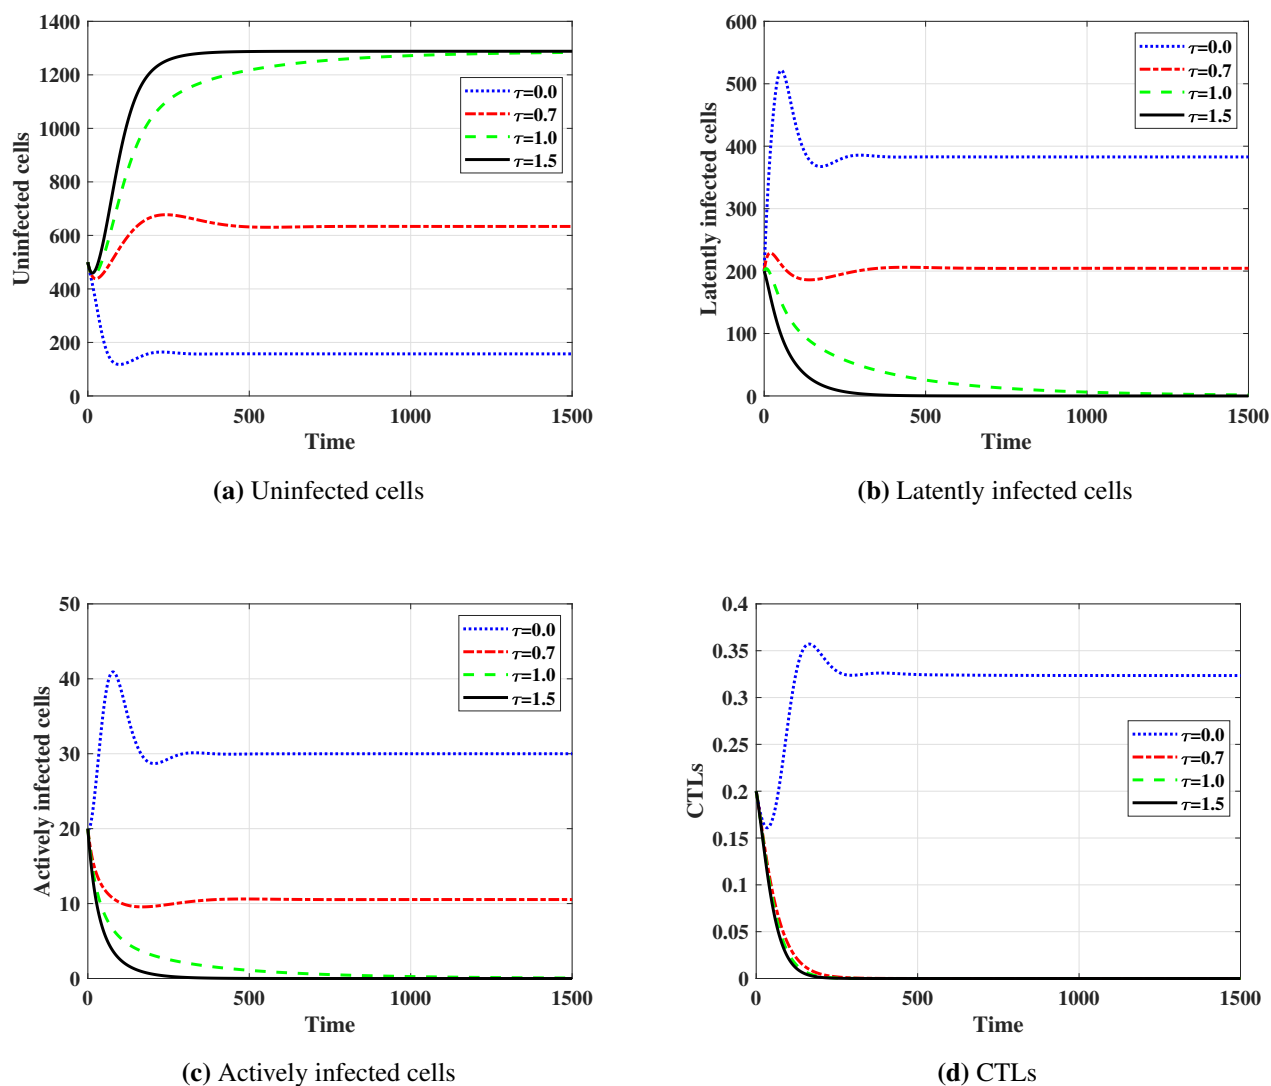 1400
1200
1000
800
600
400
200
0
0 500 1000 1500
Uninfected cells
Time
τ=0.0
τ=0.7
τ=1.0
τ=1.5
(a) Uninfected cells
600
500
400
300
200
100
0
0 500 1000 1500
Latently infected cells
Time
τ=0.0
τ=0.7
τ=1.0
τ=1.5
(b) Latently infected cells
50
40
30
20
10
0
0 500 1000 1500
Actively infected cells
Time
τ=0.0
τ=0.7
τ=1.0
τ=1.5
(c) Actively infected cells
0.4
0.35
0.3
0.25
0.2
0.15
0.1
0.05
0
0 500 1000 1500
CTLs
Time
τ=0.0
τ=0.7
τ=1.0
τ=1.5
(d) CTLs